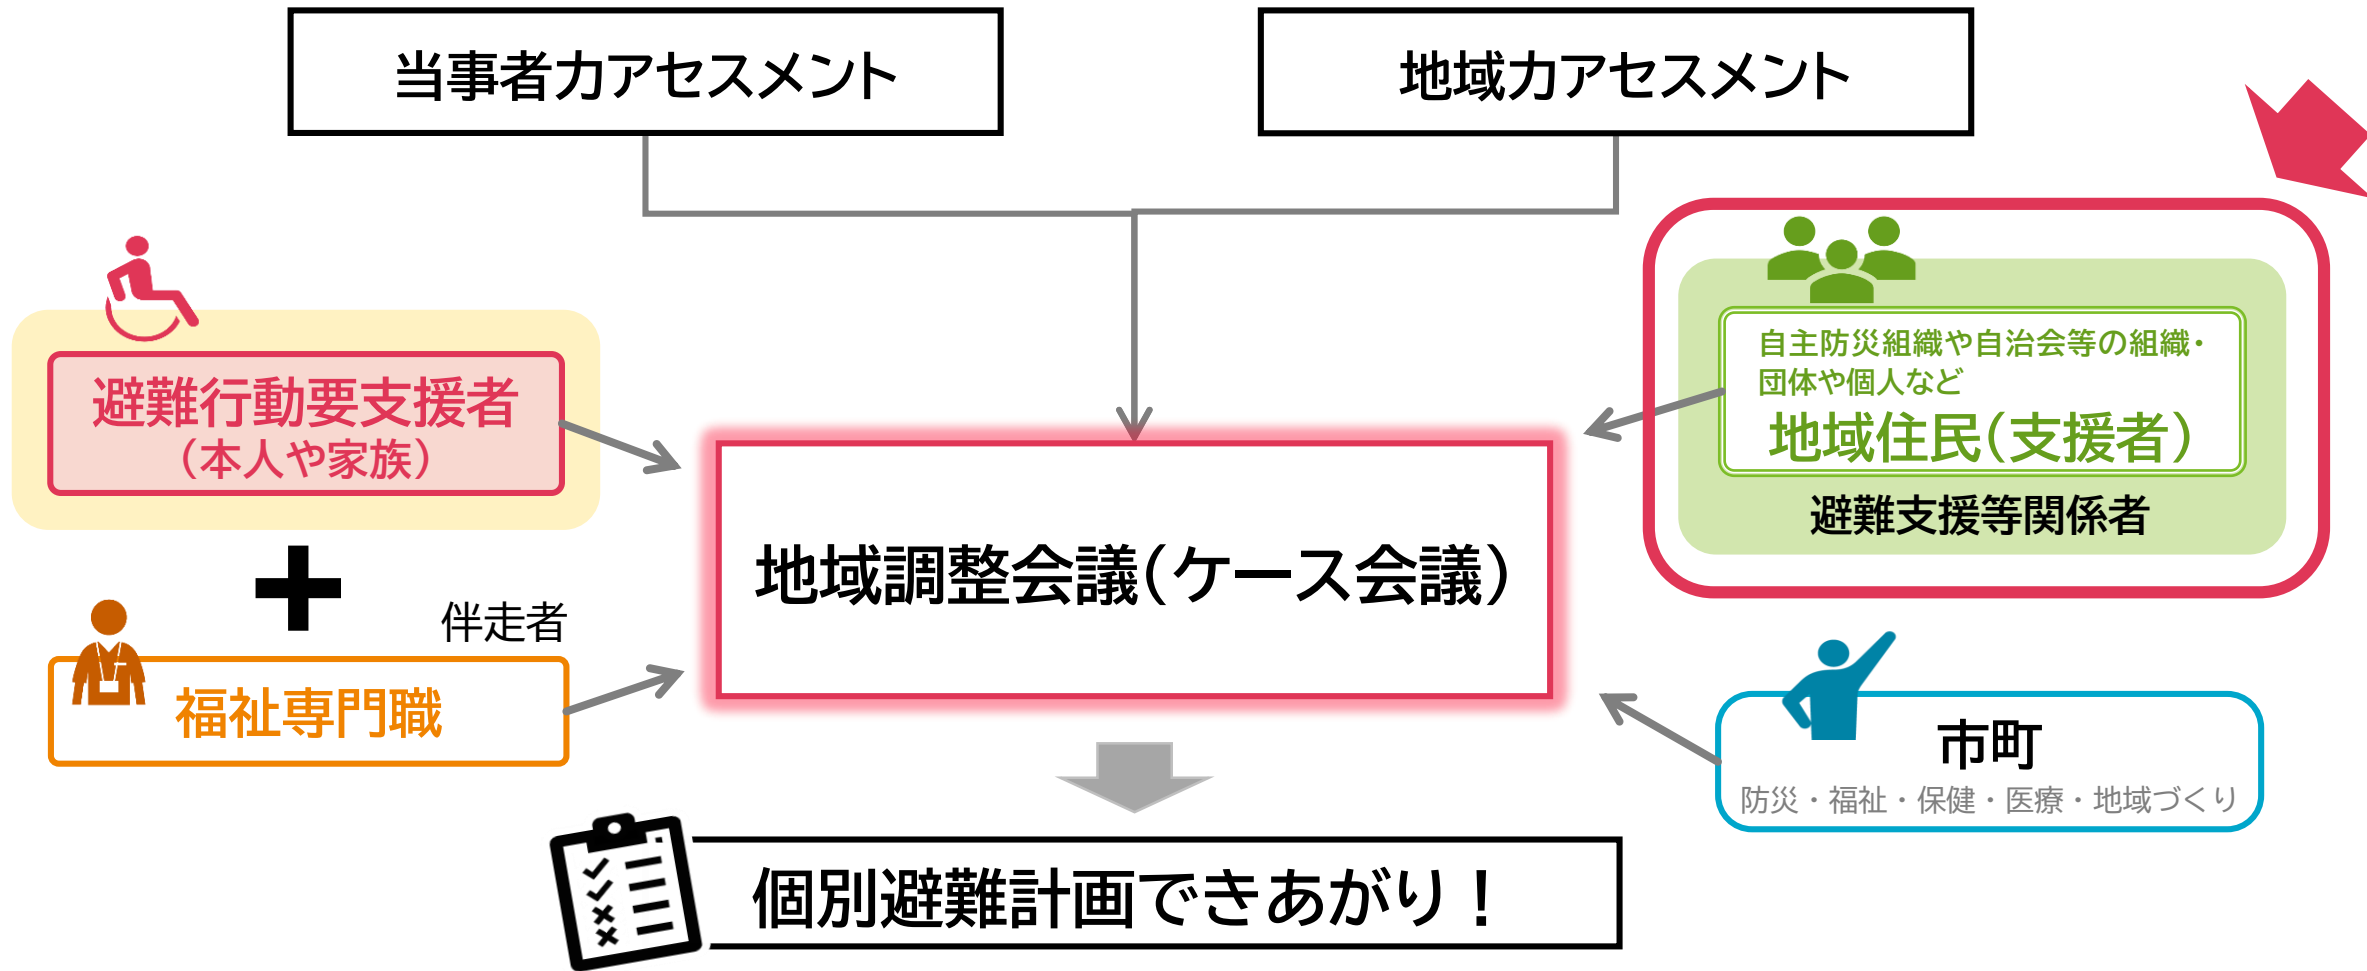 当事者力アセスメント
地域力アセスメント
避難行動要支援者
（本人や家族）
伴走者
福祉専門職
地域調整会議（ケース会議）
自主防災組織や自治会等の組織・
団体や個人など
地域住民（支援者）
避難支援等関係者
市町
防災・福祉・保健・医療・地域づくり
個別避難計画できあがり！